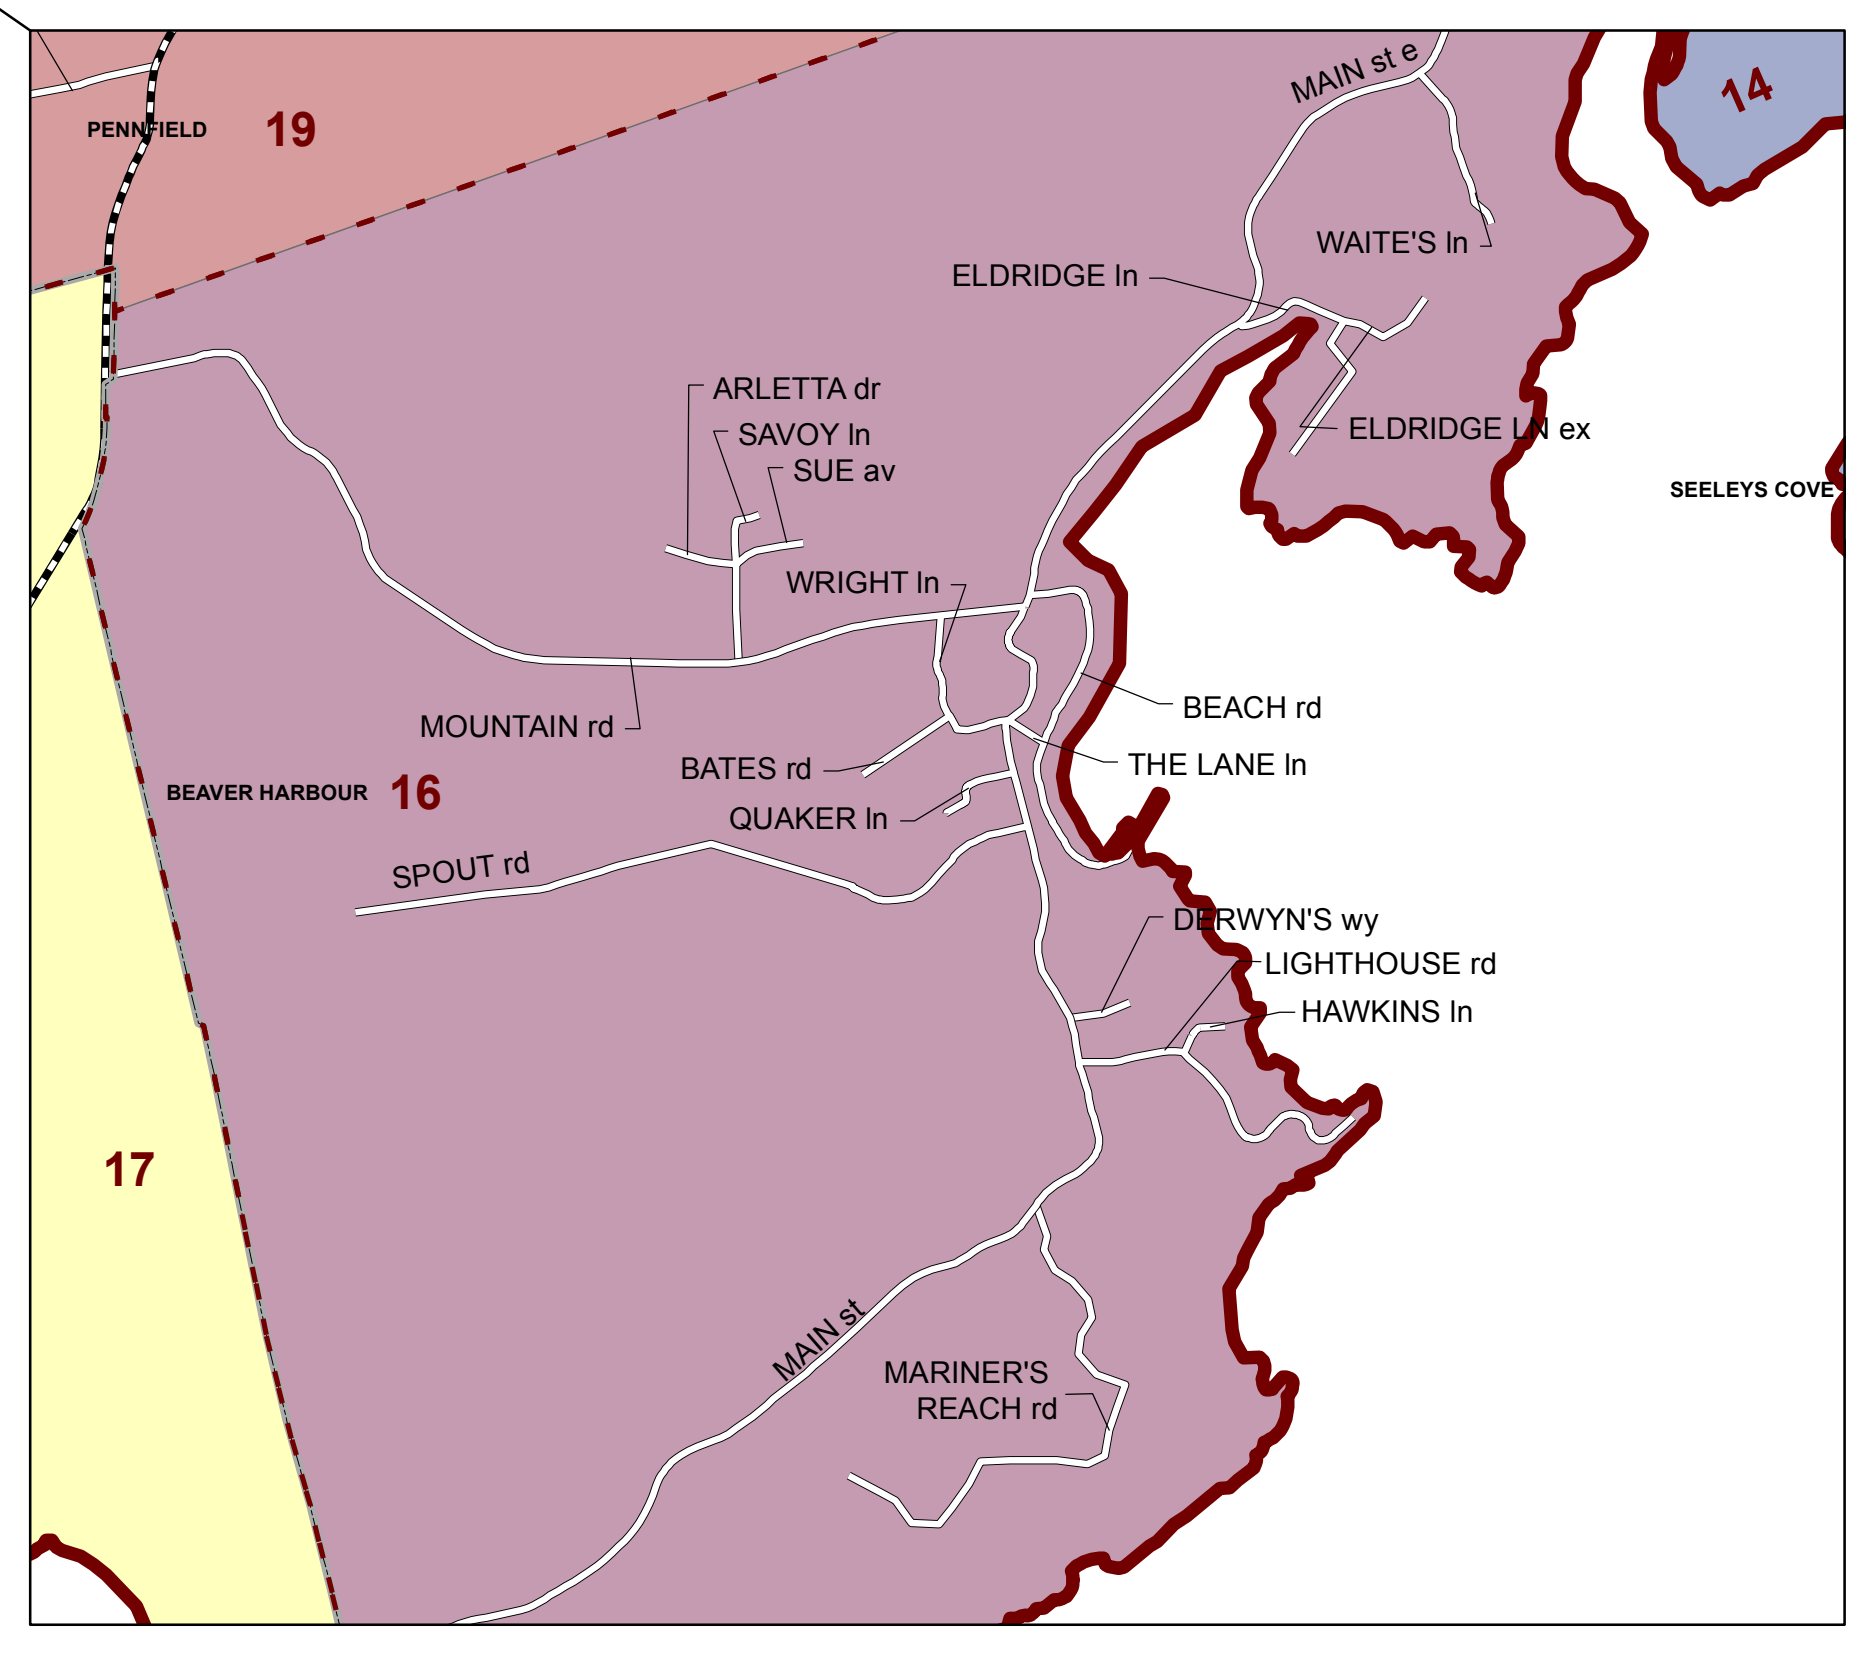 MAIN st e
14
PENNFIELD
19
WAITE'S ln
ELDRIDGE ln
ARLETTA dr
SAVOY ln
SUE av
ELDRIDGE LN ex
SEELEYS COVE
WRIGHT ln
BEACH rd
MOUNTAIN rd
BATES rd
THE LANE ln
BEAVER HARBOUR
16
QUAKER ln
SPOUT rd
DERWYN'S wy
LIGHTHOUSE rd
HAWKINS ln
17
MAIN st
MARINER'S
REACH rd